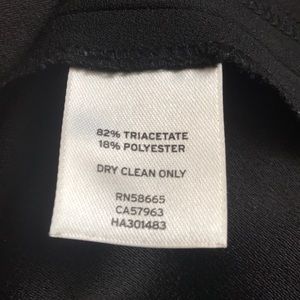 82% TRIACETATE
18% POLYESTER
DRY CLEAN ONLY
RN58665
CA57963
HA301483